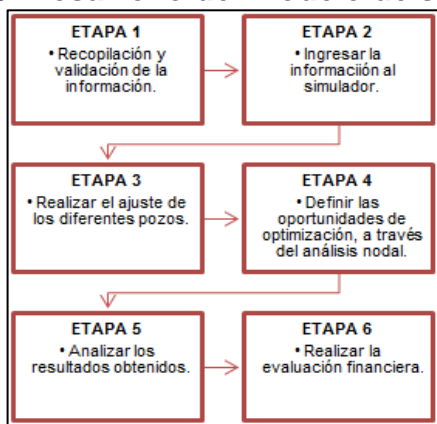 ETAPA 1
• Recopilación y
validación de la
información.
ETAPA 2
• Ingresar la
informaciión al
simulador.
ETAPA 3
• Realizar el ajuste de
los diferentes pozos.
ETAPA 4
• Definir las
oportunidades de
optimización, a través
del análisis nodal.
ETAPA 5
• Analizar los
resultados obtenidos.
ETAPA 6
• Realizar la
evaluación financiera.